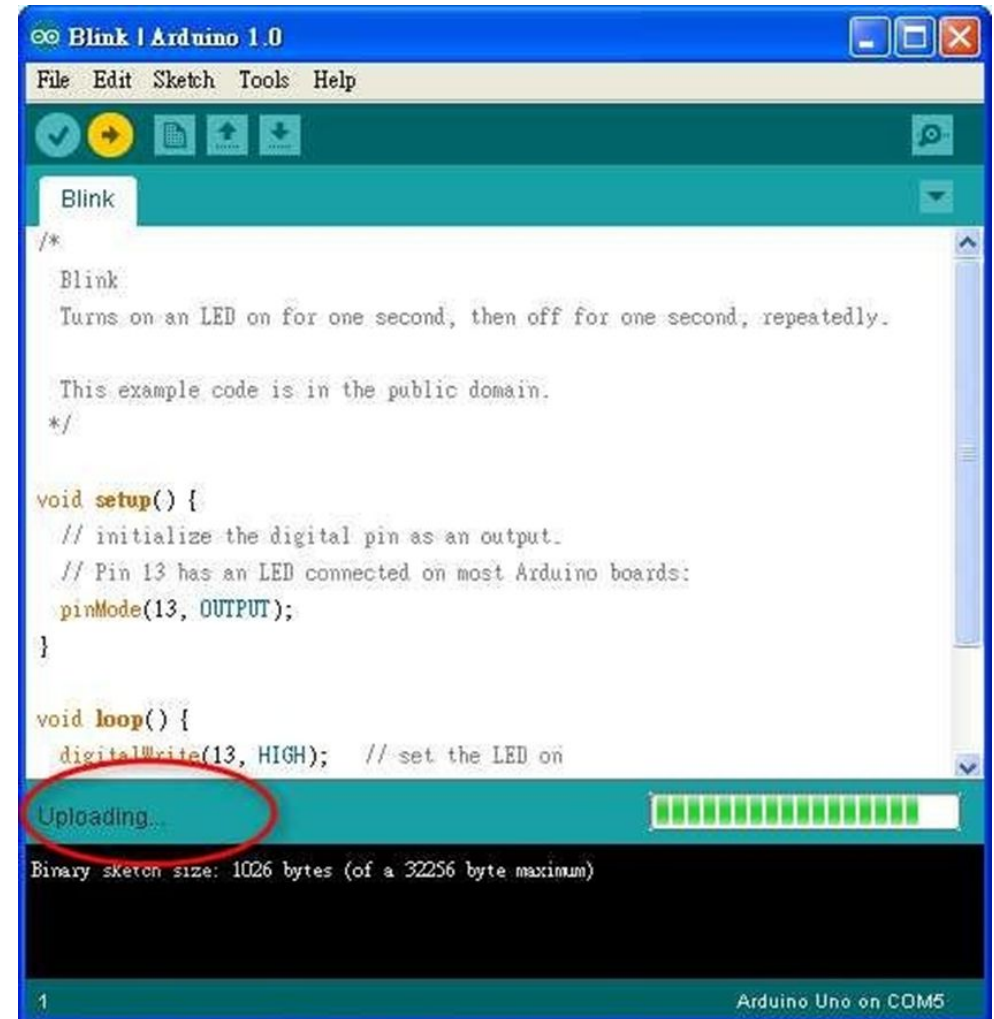 Blink | Arduino 1.0
File Edit Sketch Tools Help
Blink
/*
Blink
Turns on an LED on for one second, then off for one second, repeatedly.
This example code is in the public domain.
*/
void setup() {
// initialize the digital pin as an output.
// Pin 13 has an LED connected on most Arduino boards:
pinMode(13, OUTPUT);
}
void loop() {
digitalWrite(13, HIGH);   // set the LED on
Uploading...
Binary sketch size: 1026 bytes (of a 32256 byte maximum)
1
Arduino Uno on COM5